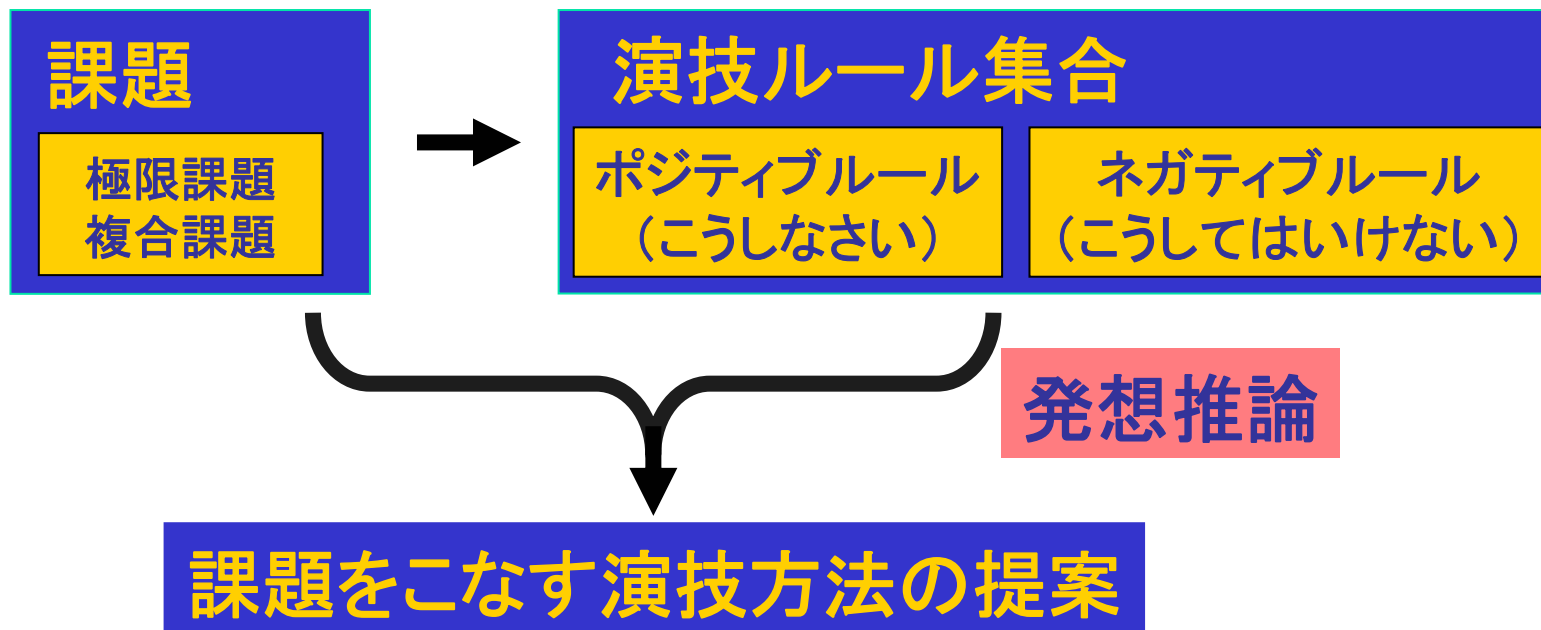 課題
極限課題
複合課題
演技ルール集合
ポジティブルール
（こうしなさい）
ネガティブルール
（こうしてはいけない）
発想推論
課題をこなす演技方法の提案